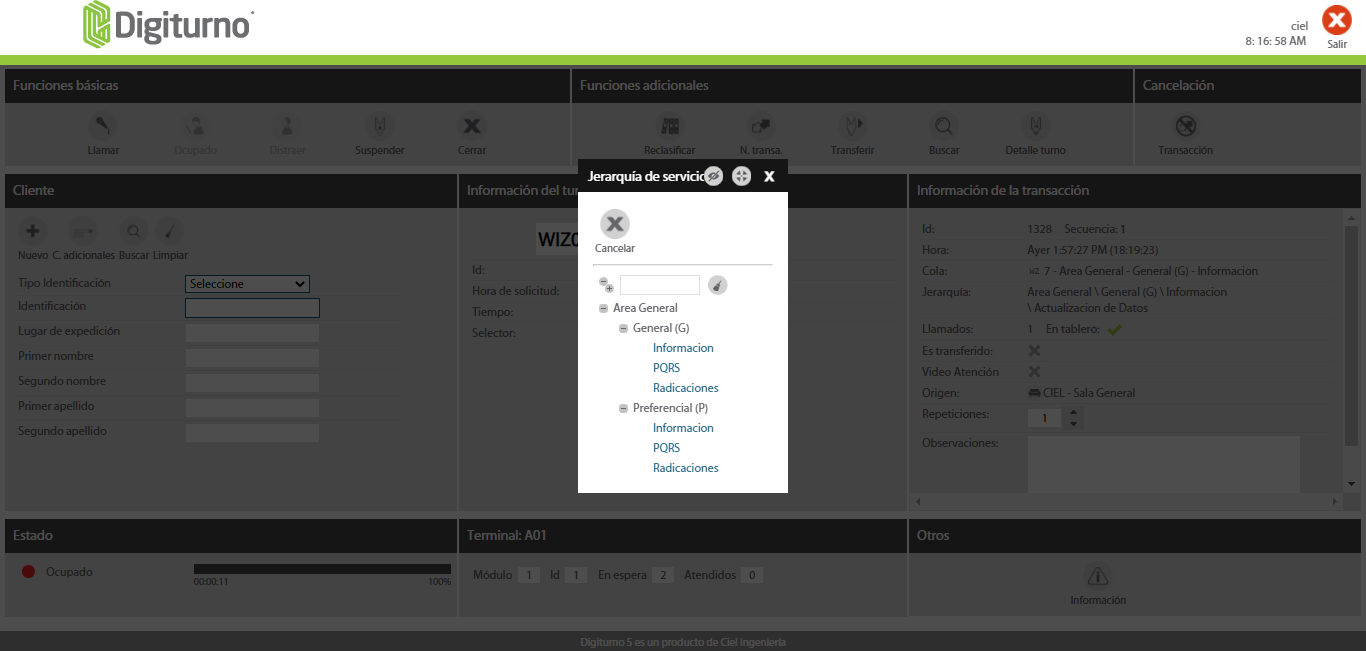 Digiturno
ciel
8: 16: 58 AM
Salir
Funciones básicas
Funciones adicionales
Cancelación
Llamar
Ocupado
Distraer
Suspender
Cerrar
Reclasificar
N. transa.
Transferir
Buscar
Detalle turno
Transacción
Cliente
Nuevo
C. adicionales
Buscar
Limpiar
Tipo Identificación
Seleccione
Identificación
Lugar de expedición
Primer nombre
Segundo nombre
Primer apellido
Segundo apellido
Información del tu
WIZ
Id:
Hora de solicitud:
Tiempo:
Selector:
Jerarquía de servicio
X
Cancelar
Area General
General (G)
Informacion
PQRS
Radicaciones
Preferencial (P)
Informacion
PQRS
Radicaciones
Información de la transacción
Id: 1328 Secuencia: 1
Hora: Ayer 1:57:27 PM (18:19:23)
Cola: WZ 7 - Area General - General (G) - Informacion
Jerarquía: Area General \ General (G) \ Informacion
\ Actualizacion de Datos
Llamados: 1 En tablero:
Es transferido:
Video Atención
Origen: CIEL - Sala General
Repeticiones: 1
Observaciones:
Estado
Ocupado
00:00:11
100%
Terminal: A01
Módulo 1 Id 1 En espera 2 Atendidos 0
Otros
Información
Digiturno 5 es un producto de Ciel Ingeniería